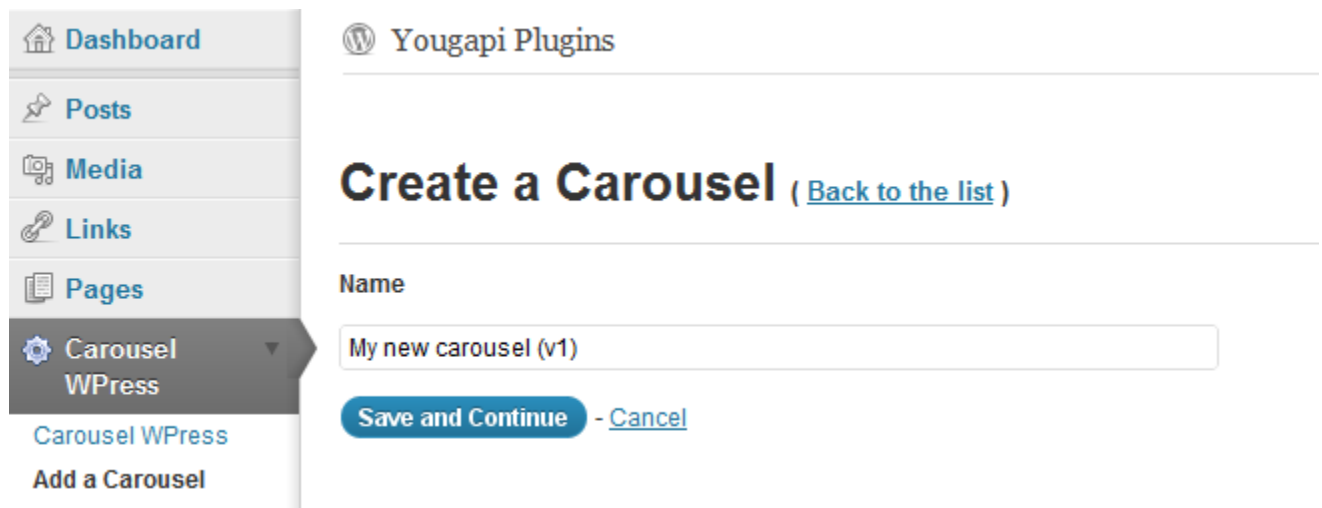 Dashboard
Posts
Media
Links
Pages
Carousel
WPress
Carousel WPress
Add a Carousel
Yougapi Plugins
Create a Carousel ( Back to the list )
Name
My new carousel (v1)
Save and Continue - Cancel